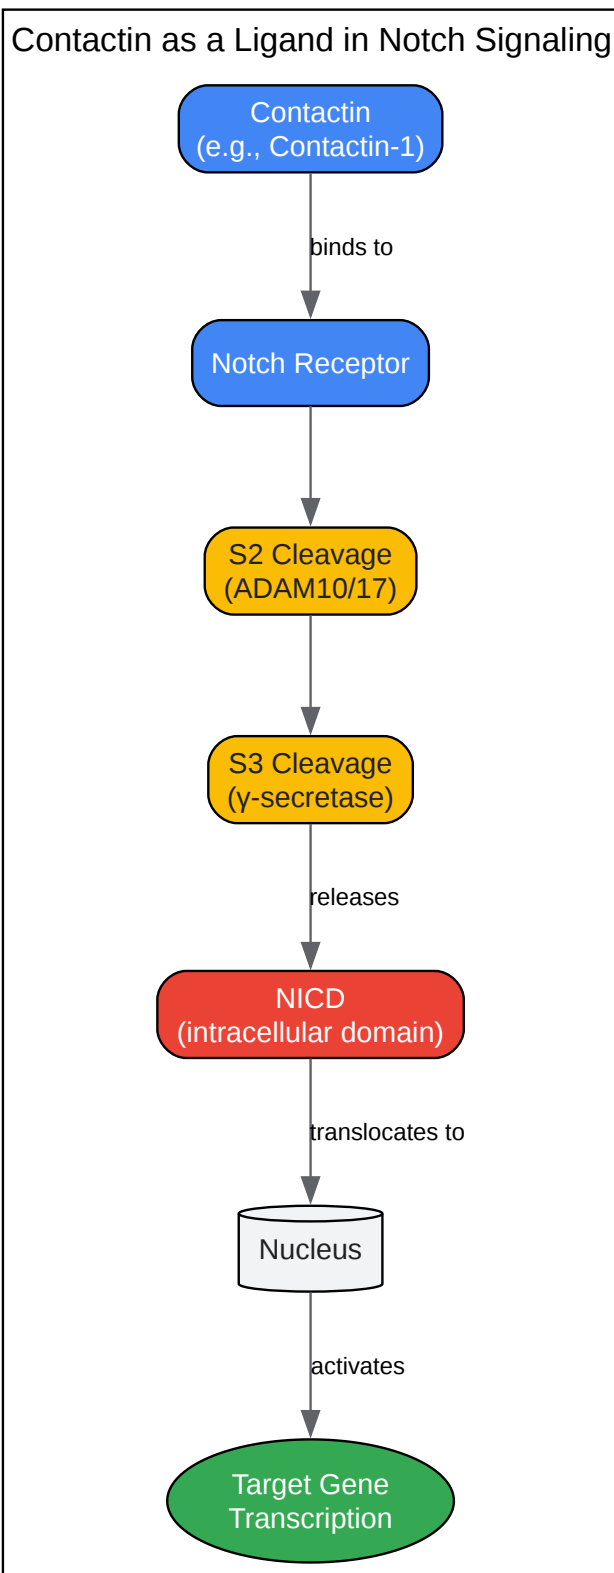 Contactin as a Ligand in Notch Signaling
Contactin
(e.g., Contactin-1)
binds to
Notch Receptor
S2 Cleavage
(ADAM10/17)
S3 Cleavage
(γ-secretase)
releases
NICD
(intracellular domain)
translocates to
Nucleus
activates
Target Gene
Transcription